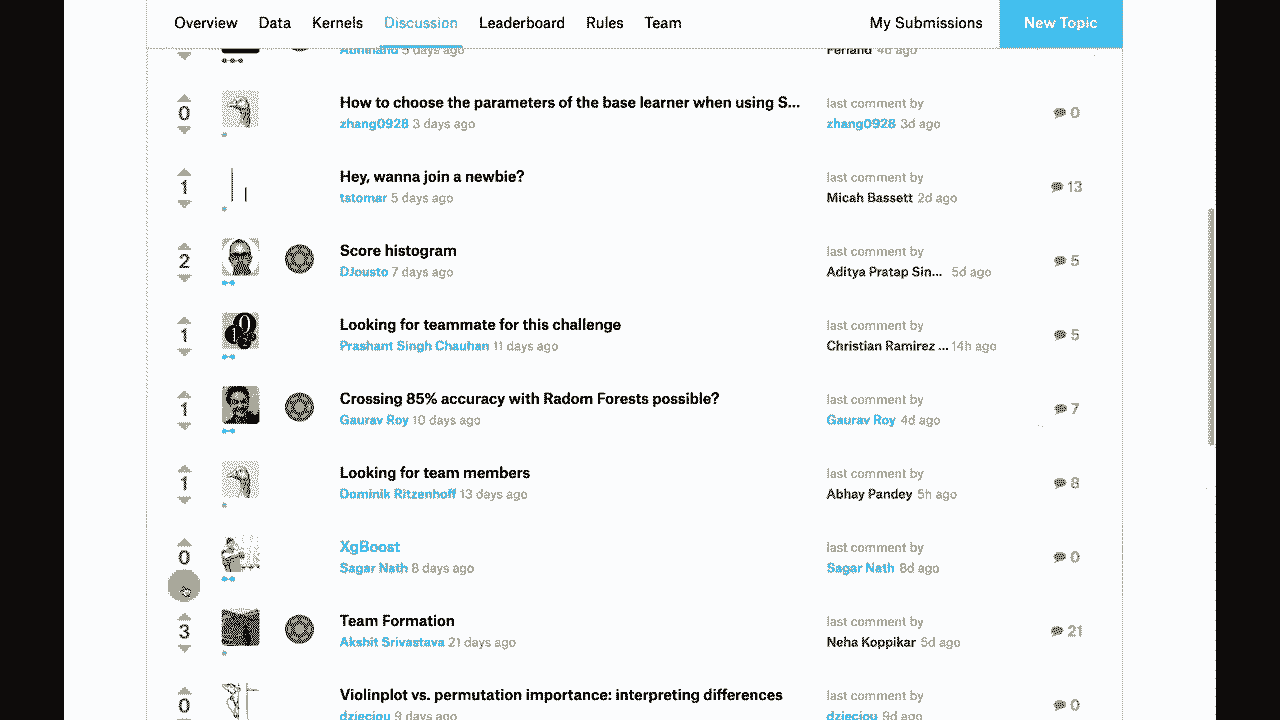 Overview Data Kernels Discussion Leaderboard Rules Team My Submissions New Topic
Adminand 5 days ago Ferland 4d ago
How to choose the parameters of the base learner when using S... last comment by
0 0
zhang0928 3 days ago zhang0928 3d ago
Hey, wanna join a newbie? last comment by
1 13
tstomar 5 days ago Micah Bassett 2d ago
Score histogram last comment by
2 5
DJousto 7 days ago Aditya Pratap Sin... 5d ago
Looking for teammate for this challenge last comment by
1 5
Prashant Singh Chauhan 11 days ago Christian Ramirez ... 14h ago
Crossing 85% accuracy with Radom Forests possible? last comment by
1 7
Gaurav Roy 10 days ago Gaurav Roy 4d ago
Looking for team members last comment by
1 8
Dominik Ritzenhoff 13 days ago Abhay Pandey 5h ago
XgBoost last comment by
0 0
Sagar Nath 8 days ago Sagar Nath 8d ago
Team Formation last comment by
3 21
Akshit Srivastava 21 days ago Neha Koppikar 5d ago
Violinplot vs. permutation importance: interpreting differences last comment by
0 0
dzieciou 9 days ago dzieciou 9d ago